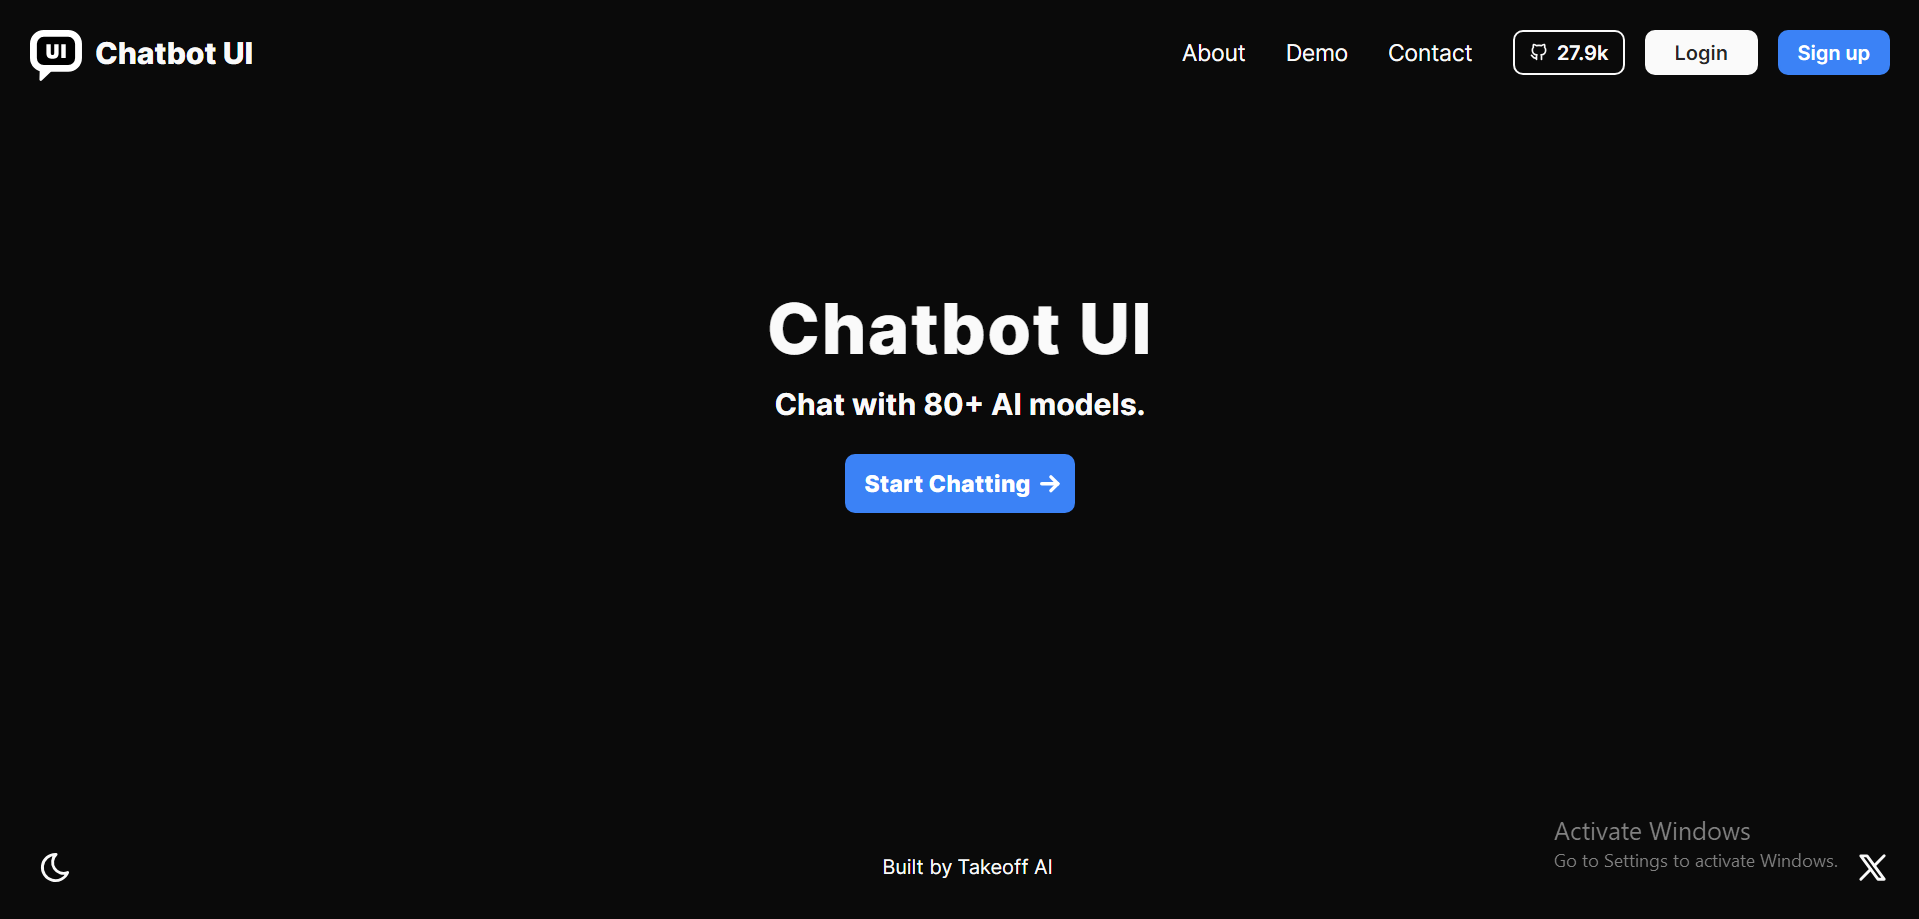 UI Chatbot UI
About Demo Contact 27.9k Login Sign up
Chatbot UI
Chat with 80+ AI models.
Start Chatting →
Activate Windows
Go to Settings to activate Windows.
Built by Takeoff AI